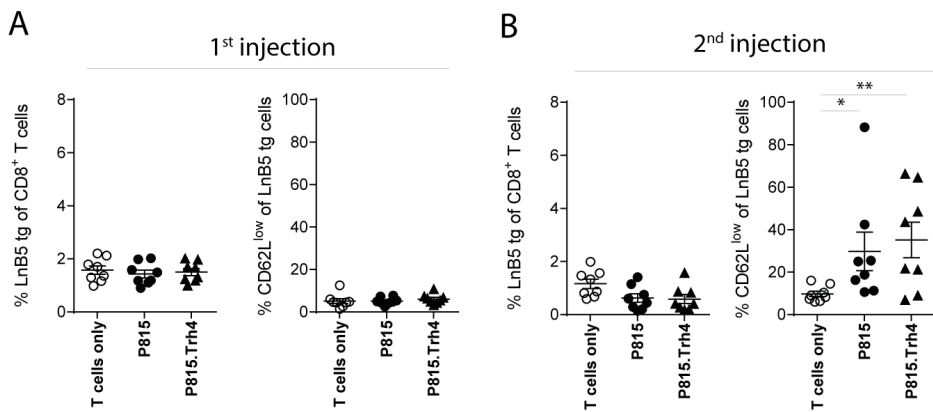 A
1st injection
% LnB5 tg of CD8+ T cells
8
6
4
2
0
T cells only
P815
P815.Trh4
% CD62Llow of LnB5 tg cells
100
80
60
40
20
0
T cells only
P815
P815.Trh4
B
2nd injection
% LnB5 tg of CD8+ T cells
8
6
4
2
0
T cells only
P815
P815.Trh4
% CD62Llow of LnB5 tg cells
100
80
60
40
20
0
**
*
T cells only
P815
P815.Trh4